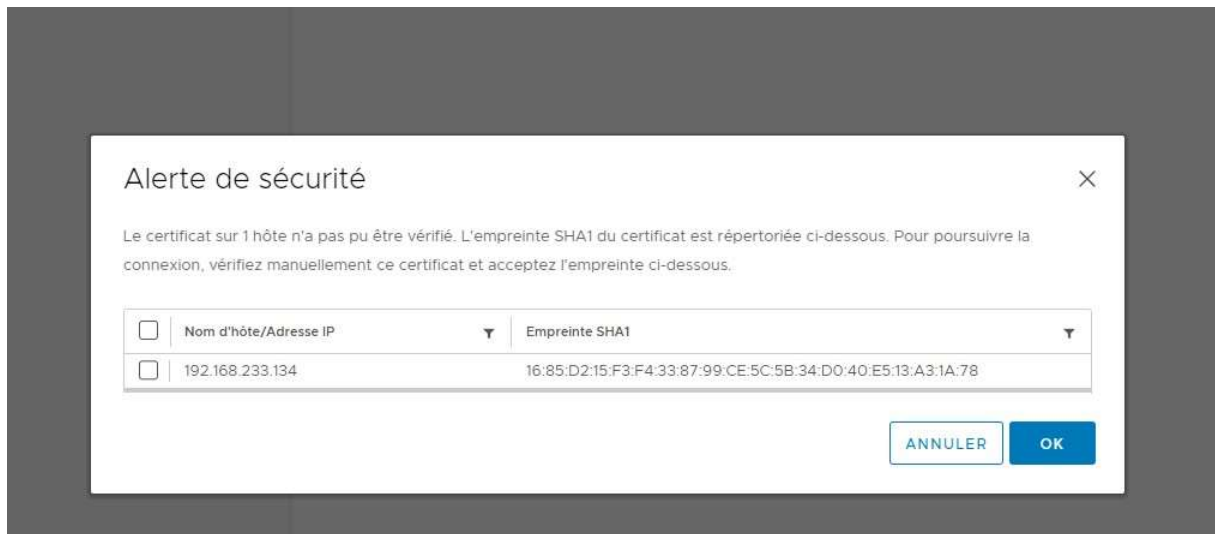 Alerte de sécurité
Le certificat sur 1 hôte n'a pas pu être vérifié. L'empreinte SHA1 du certificat est répertoriée ci-dessous. Pour poursuivre la
connexion, vérifiez manuellement ce certificat et acceptez l'empreinte ci-dessous.
Nom d'hôte/Adresse IP Empreinte SHA1
192.168.233.134 16:85:D2:15:F3:F4:33:87:99:CE:5C:5B:34:D0:40:E5:13:A3:1A:78
ANNULER OK